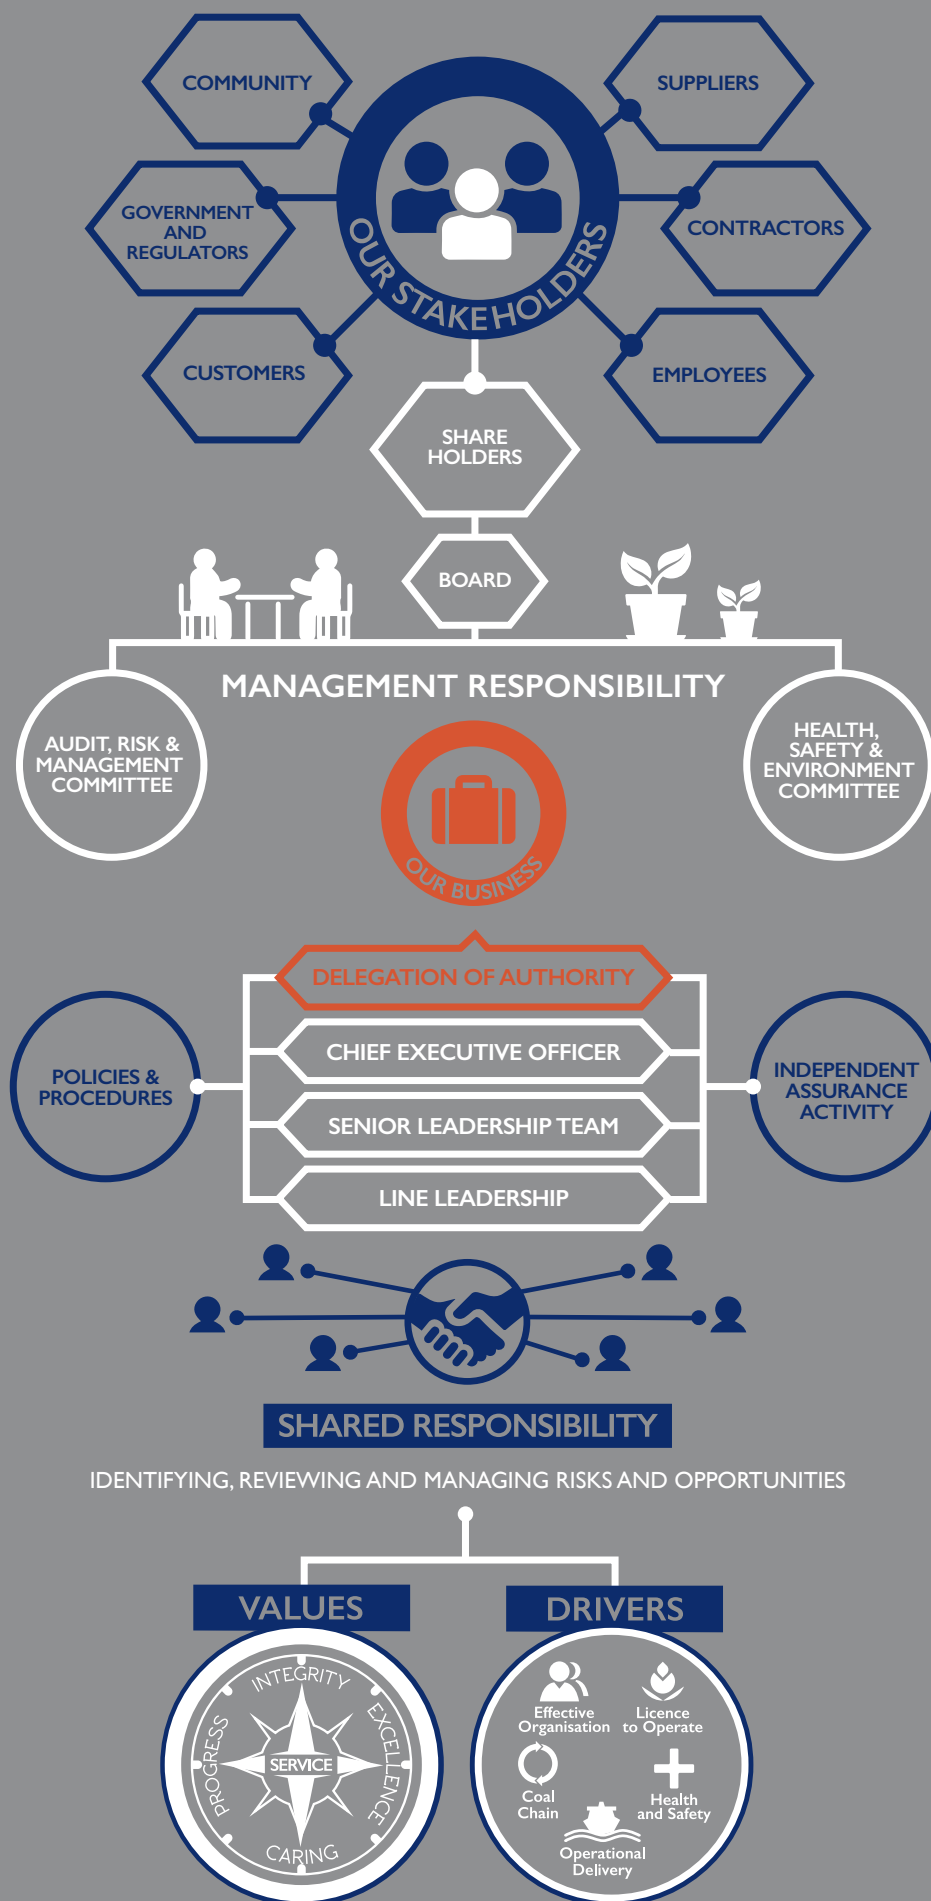 COMMUNITY
SUPPLIERS
GOVERNMENT
AND
REGULATORS
CONTRACTORS
OUR STAKEHOLDERS
CUSTOMERS
EMPLOYEES
SHARE
HOLDERS
BOARD
MANAGEMENT RESPONSIBILITY
AUDIT, RISK &
MANAGEMENT
COMMITTEE
HEALTH,
SAFETY &
ENVIRONMENT
COMMITTEE
OUR BUSINESS
DELEGATION OF AUTHORITY
CHIEF EXECUTIVE OFFICER
SENIOR LEADERSHIP TEAM
LINE LEADERSHIP
POLICIES &
PROCEDURES
INDEPENDENT
ASSURANCE
ACTIVITY
SHARED RESPONSIBILITY
IDENTIFYING, REVIEWING AND MANAGING RISKS AND OPPORTUNITIES
VALUES
INTEGRITY
EXCELLENCE
CARING
PROGRESS
SERVICE
DRIVERS
Effective
Organisation
Licence
to Operate
Coal
Chain
Health
and Safety
Operational
Delivery